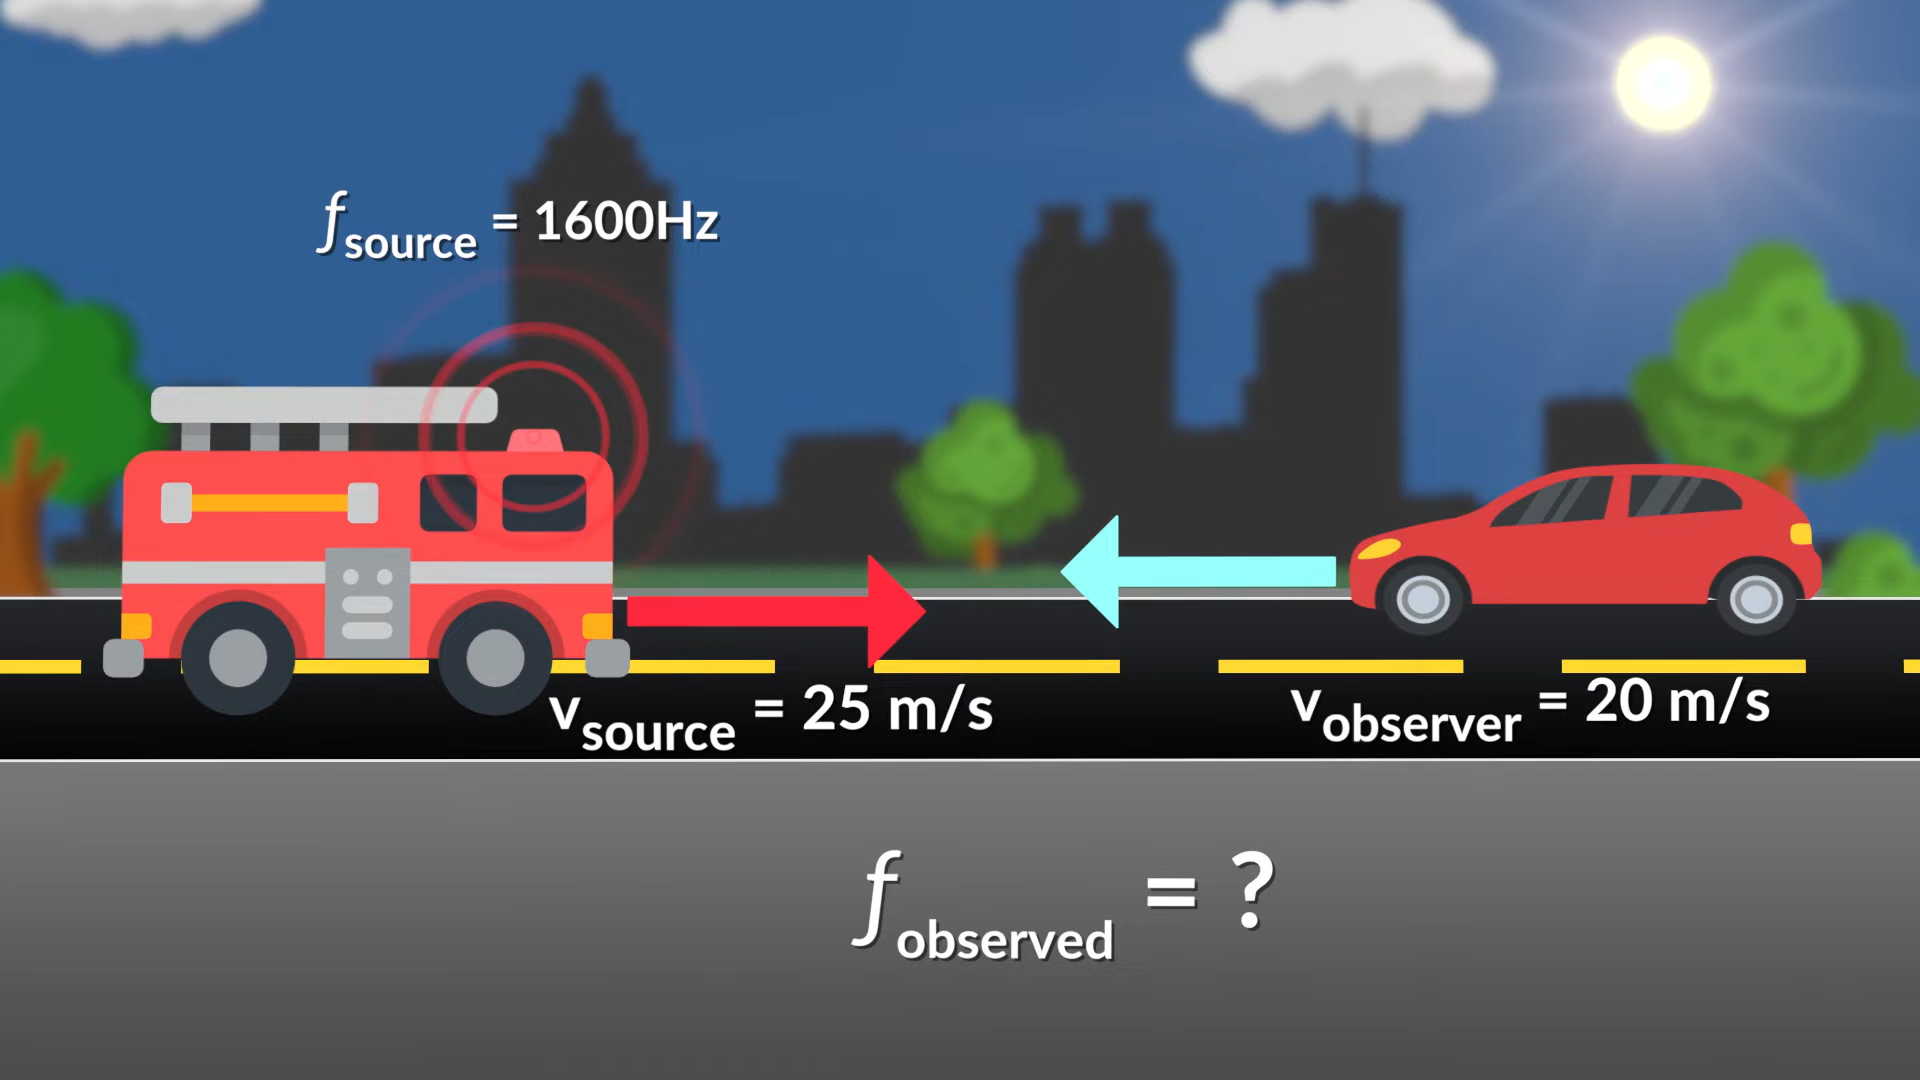 fsource = 1600Hz
vsource = 25 m/s
vobserver = 20 m/s
fobserved = ?